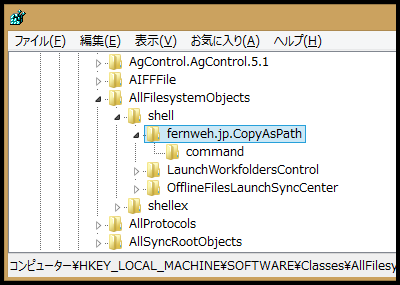 ファイル(F) 編集(E) 表示(V) お気に入り(A) ヘルプ(H)
AgControl.AgControl.5.1
AIFFFile
AllFilesystemObjects
shell
fernweh.jp.CopyAsPath
command
LaunchWorkfoldersControl
OfflineFilesLaunchSyncCenter
shellex
AllProtocols
AllSyncRootObjects
コンピューター¥HKEY_LOCAL_MACHINE¥SOFTWARE¥Classes¥AllFilesy